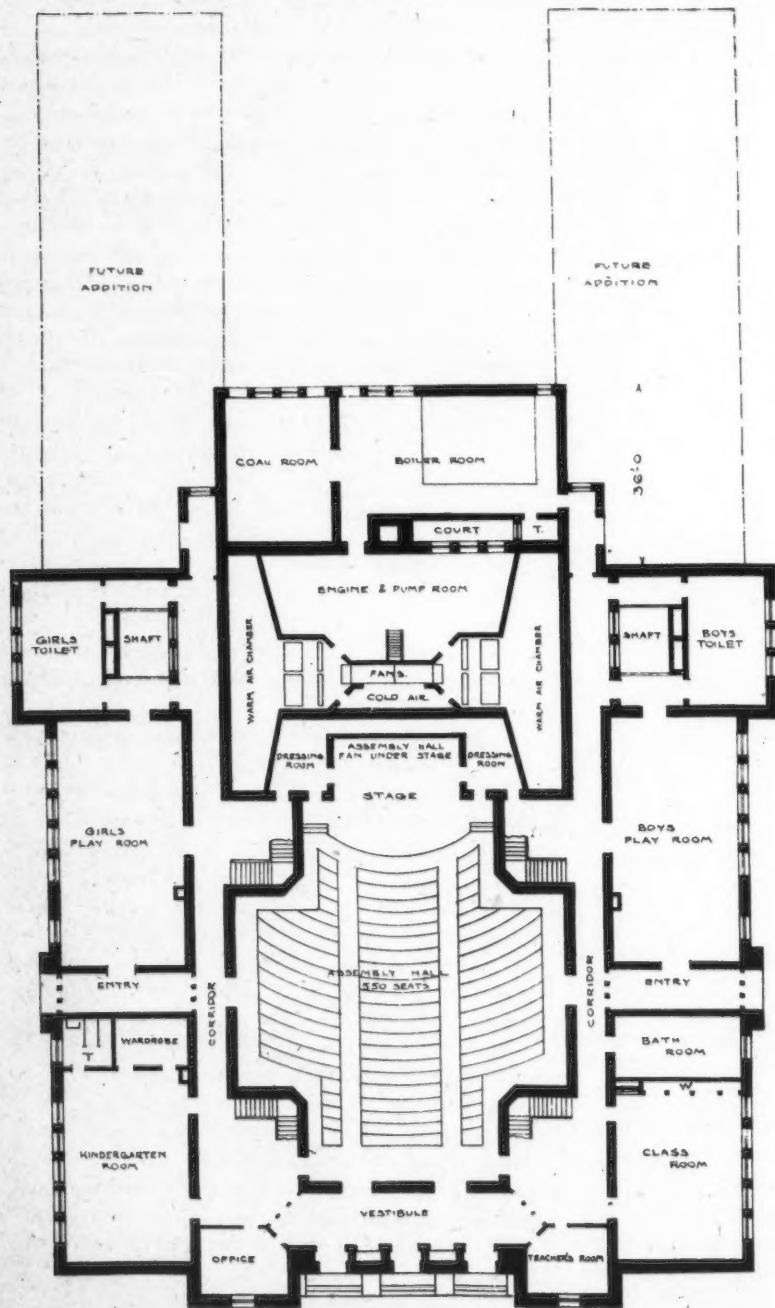 FUTURE
ADDITION
FUTURE
ADDITION
COAL ROOM
BOILER ROOM
36'-0
COURT
T.
ENGINE & PUMP ROOM
GIRLS
TOILET
SHAFT
WARM AIR CHAMBER
FANS.
COLD AIR.
WARM AIR CHAMBER
SHAFT
BOYS
TOILET
ASSEMBLY HALL
FAN UNDER STAGE
DRESSING
ROOM
DRESSING
ROOM
STAGE
GIRLS
PLAY ROOM
BOYS
PLAY ROOM
ASSEMBLY HALL
550 SEATS
ENTRY
CORRIDOR
CORRIDOR
ENTRY
T
WARDROBE
BATH
ROOM
W
KINDERGARTEN
ROOM
CLASS
ROOM
VESTIBULE
OFFICE
TEACHER'S ROOM